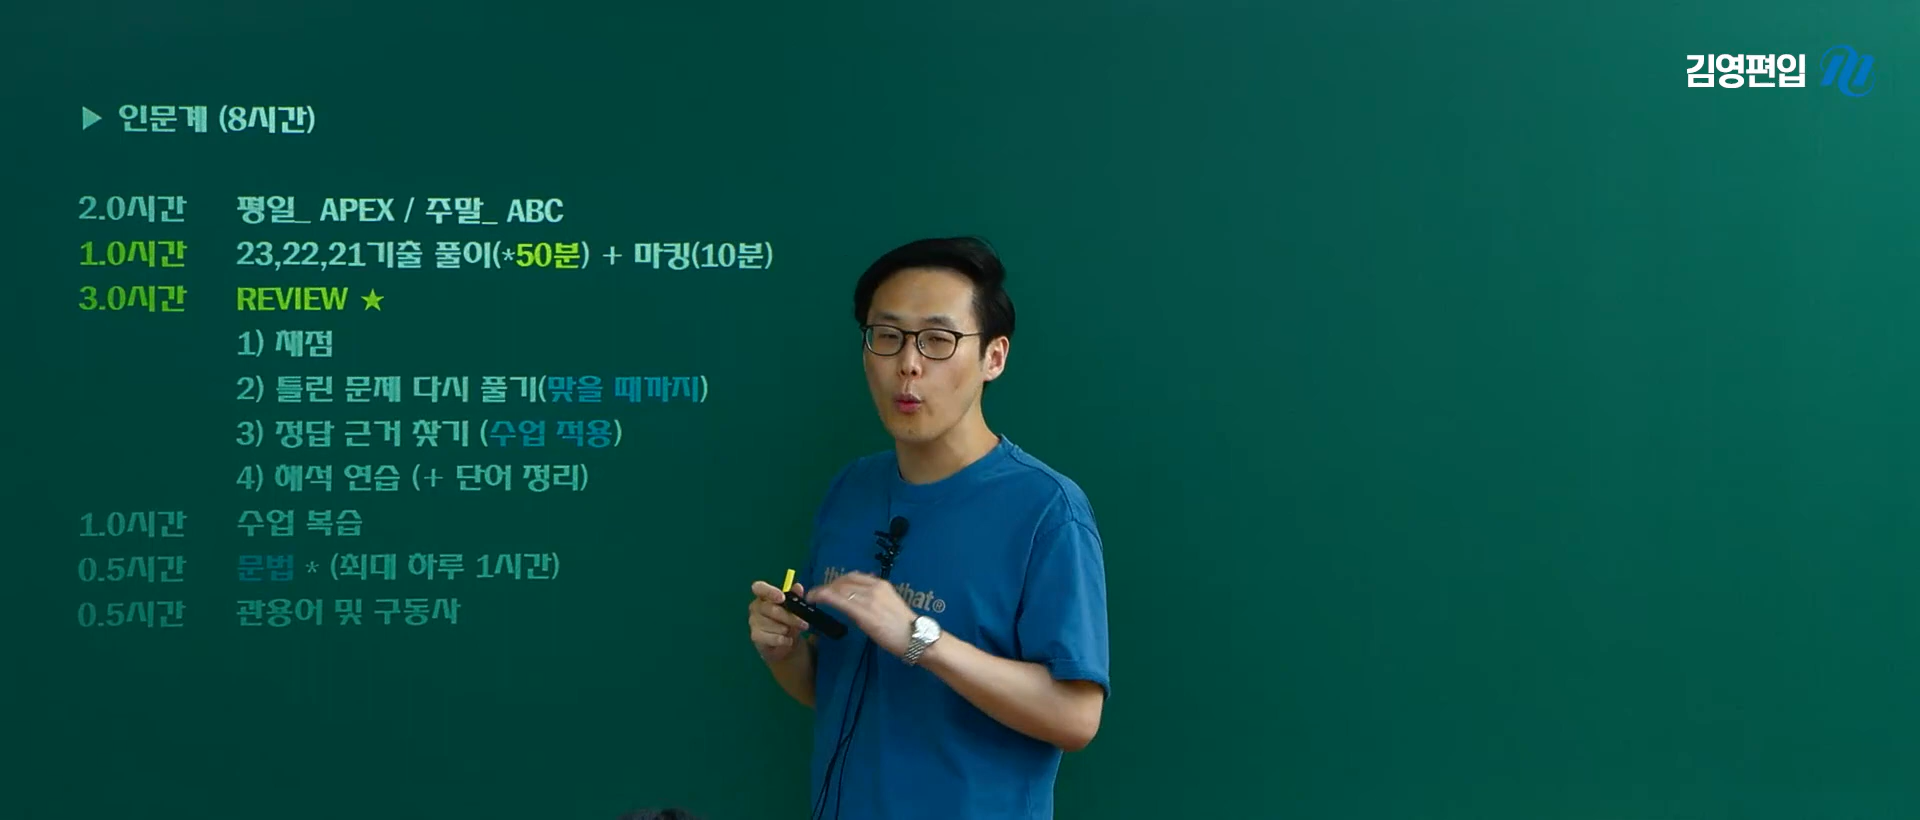 김영편입
▶ 인문계 (8시간)
2.0시간 평일_ APEX / 주말_ ABC
1.0시간 23,22,21기출 풀이(*50분) + 마킹(10분)
3.0시간 REVIEW ★
1) 채점
2) 틀린 문제 다시 풀기(맞을 때까지)
3) 정답 근거 찾기 (수업 적용)
4) 해석 연습 (+ 단어 정리)
1.0시간 수업 복습
0.5시간 문법 * (최대 하루 1시간)
0.5시간 관용어 및 구동사
hat®